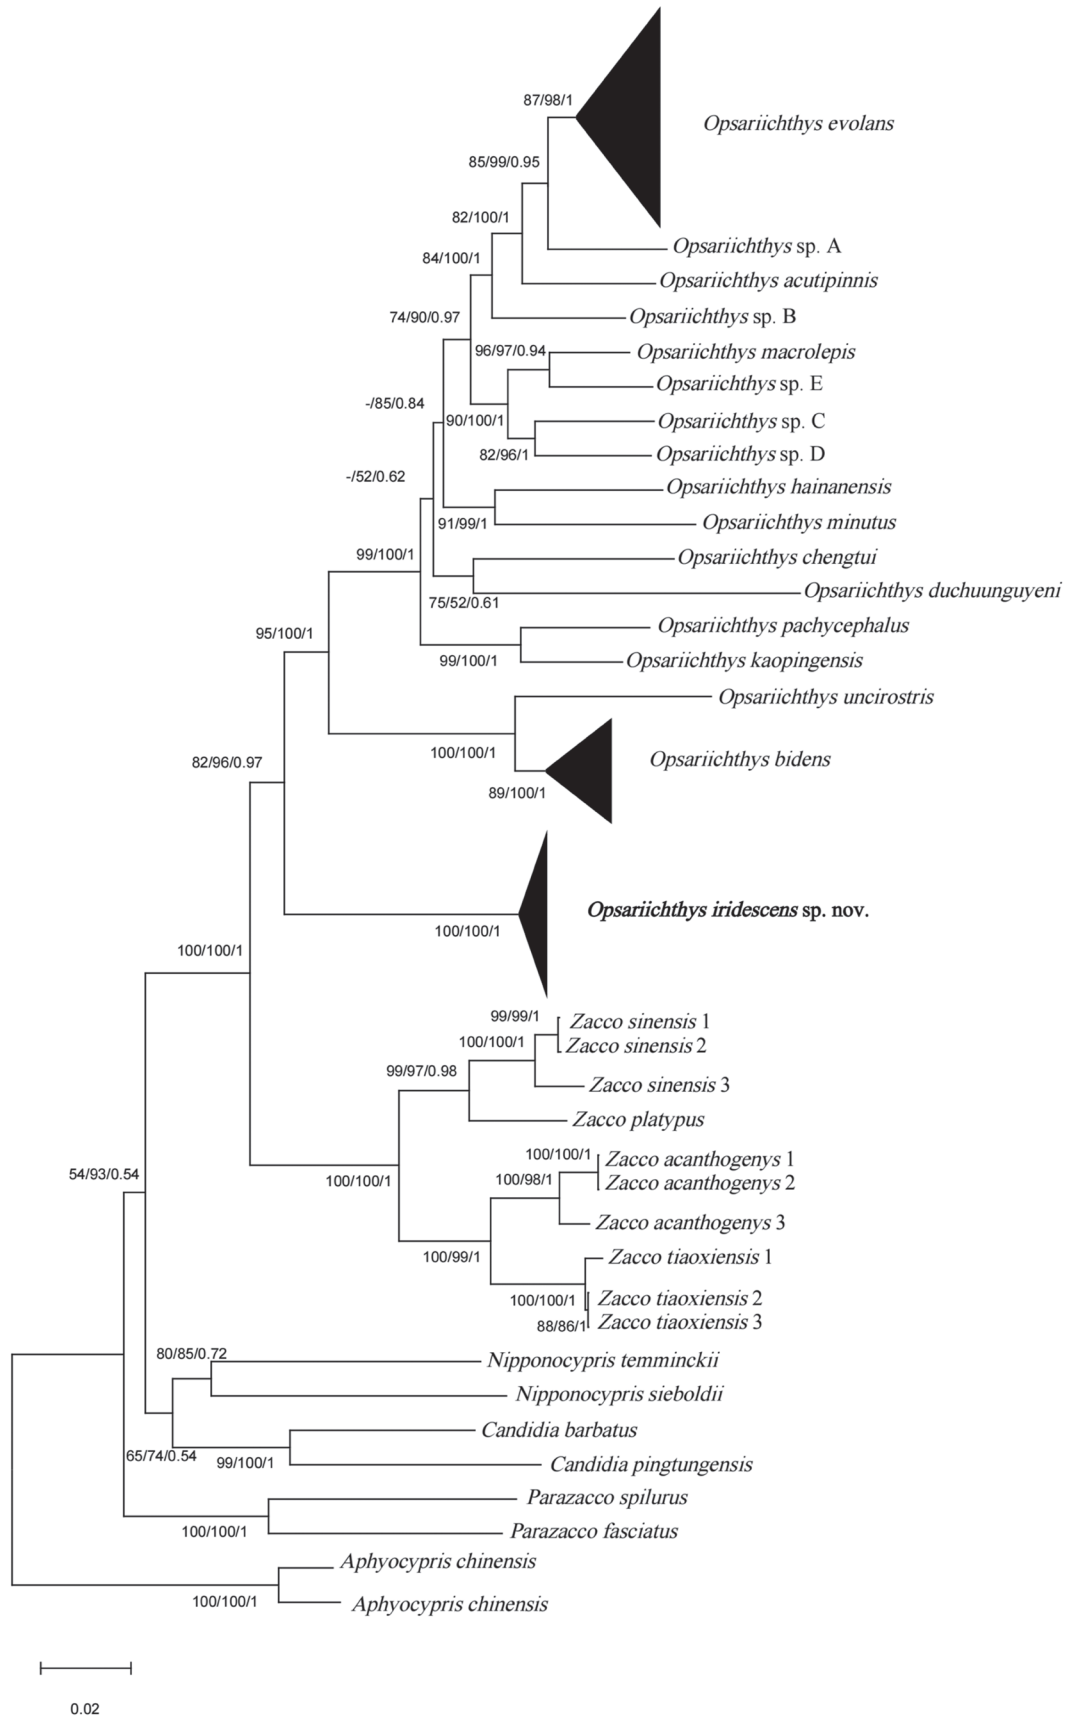 87/98/1
Opsariichthys evolans
85/99/0.95
82/100/1
Opsariichthys sp. A
84/100/1
Opsariichthys acutipinnis
74/90/0.97
Opsariichthys sp. B
96/97/0.94
Opsariichthys macrolepis
Opsariichthys sp. E
-/85/0.84
90/100/1
Opsariichthys sp. C
82/96/1
Opsariichthys sp. D
-/52/0.62
Opsariichthys hainanensis
91/99/1
Opsariichthys minutus
99/100/1
Opsariichthys chengtui
Opsariichthys duchuunguyeni
75/52/0.61
95/100/1
Opsariichthys pachycephalus
99/100/1
Opsariichthys kaopingensis
Opsariichthys uncirostris
100/100/1
Opsariichthys bidens
82/96/0.97
89/100/1
Opsariichthys iridescens sp. nov.
100/100/1
100/100/1
99/99/1
Zacco sinensis 1
100/100/1
Zacco sinensis 2
99/97/0.98
Zacco sinensis 3
Zacco platypus
100/100/1
Zacco acanthogenys 1
54/93/0.54
100/100/1
100/98/1
Zacco acanthogenys 2
Zacco acanthogenys 3
100/99/1
Zacco tiaoxiensis 1
100/100/1
Zacco tiaoxiensis 2
88/86/1
Zacco tiaoxiensis 3
80/85/0.72
Nipponocypris temminckii
Nipponocypris sieboldii
Candidia barbatus
65/74/0.54
99/100/1
Candidia pingtungensis
Parazacco spilurus
100/100/1
Parazacco fasciatus
Aphyocypris chinensis
100/100/1
Aphyocypris chinensis
0.02